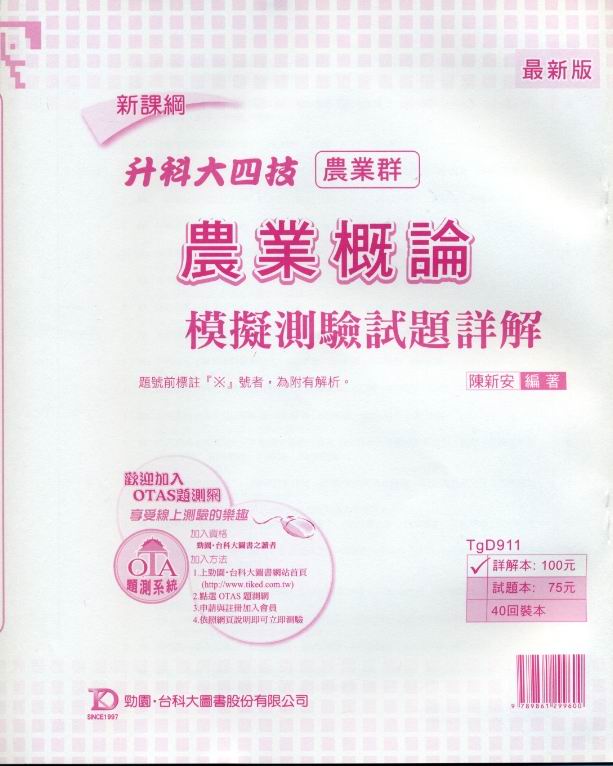 最新版
新課綱
升科大四技 農業群
農業概論
模擬測驗試題詳解
題號前標註『※』號者，為附有解析。
陳新安 編著
歡迎加入
OTAS題測網
享受線上測驗的樂趣
加入資格
勁園·台科大圖書之讀者
加入方法
1.上勁園·台科大圖書網站首頁
(http://www.tiked.com.tw)
2.點選 OTAS 題測網
3.申請與註冊加入會員
4.依照網頁說明即可立即測驗
OTA
題測系統
TgD911
✓ 詳解本: 100元
試題本: 75元
40回裝本
SINCE1997
勁園·台科大圖書股份有限公司
9 789861 299600